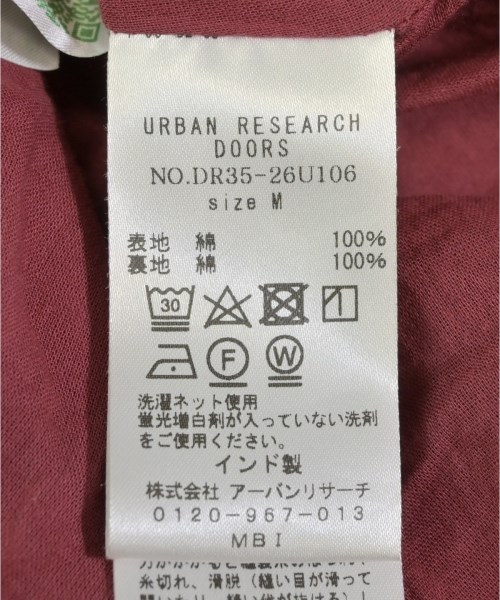 URBAN RESEARCH
DOORS
NO.DR35-26U106
size M
表地 綿 100%
裏地 綿 100%
30
F W
洗濯ネット使用
蛍光増白剤が入っていない洗剤
をご使用ください。
インド製
株式会社 アーバンリサーチ
0120-967-013
MBI
糸切れ、滑脱(縫い目が滑って